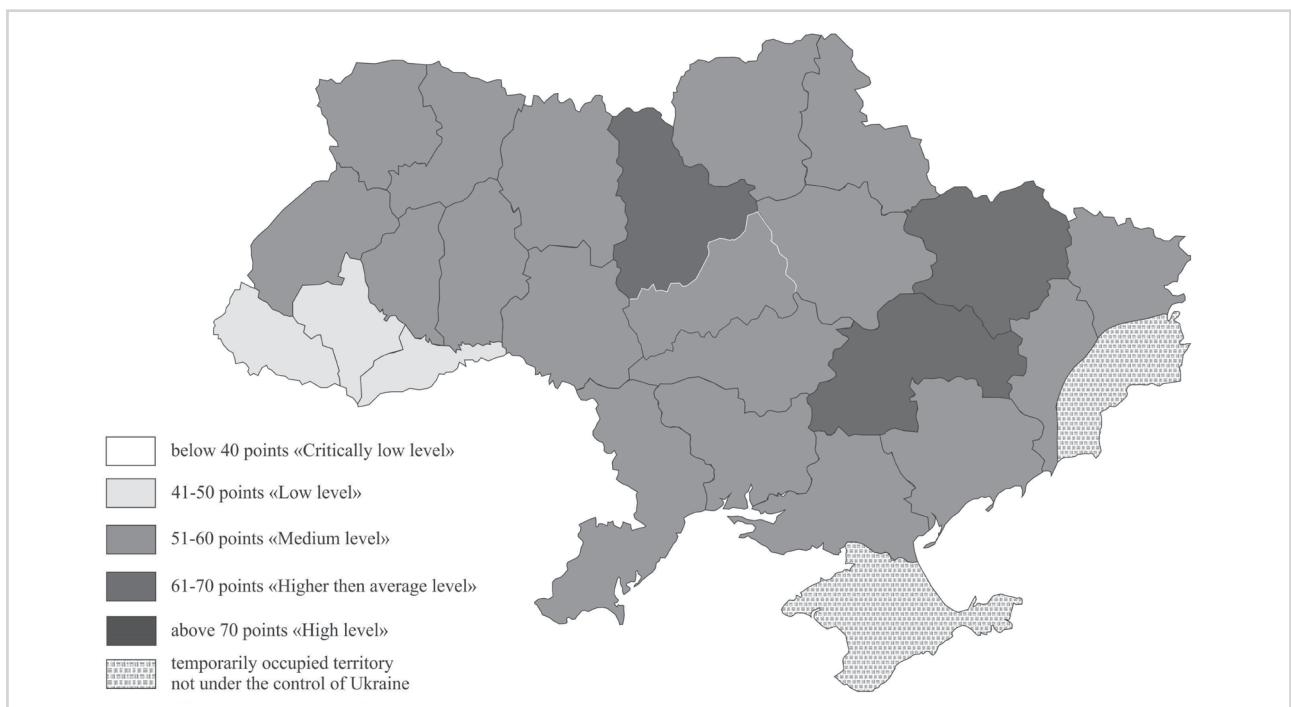 below 40 points «Critically low level»
41-50 points «Low level»
51-60 points «Medium level»
61-70 points «Higher then average level»
above 70 points «High level»
temporarily occupied territory
not under the control of Ukraine